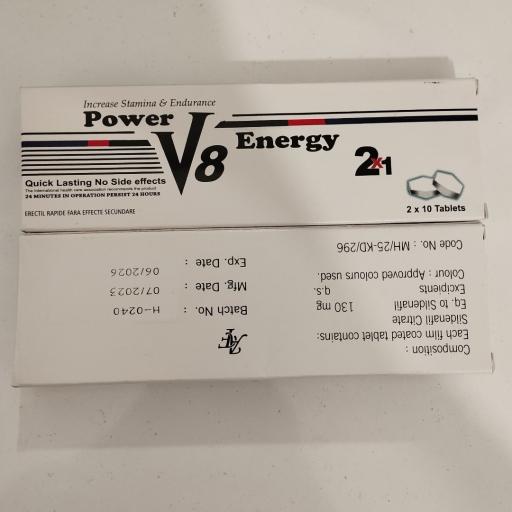 Increase Stamina & Endurance
Power V8 Energy
2x1
Quick Lasting No Side effects
The international health care association recommends the product
24 MINUTES IN OPERATION PERSIST 24 HOURS
ERECTIL RAPIDE FARA EFFECTE SECUNDARE
2 x 10 Tablets
Composition :
Each film coated tablet contains:
Sildenafil Citrate
Eq. to Sildenafil 130 mg
Excipients q.s.
Colour : Approved colours used.
Code No. : MH/25-KD/296
Batch No. : H-0240
Mfg. Date : 07/2023
Exp. Date : 06/2026